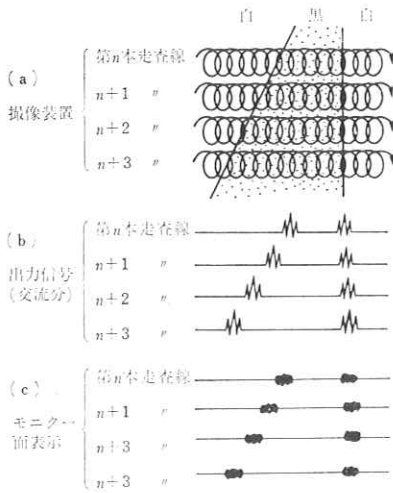 白 黒 白
(a)
撮像装置
第n本走査線
n+1 〃
n+2 〃
n+3 〃
(b)
出力信号
(交流分)
第n本走査線
n+1 〃
n+2 〃
n+3 〃
(c)
モニター
面表示
第n本走査線
n+1 〃
n+3 〃
n+3 〃